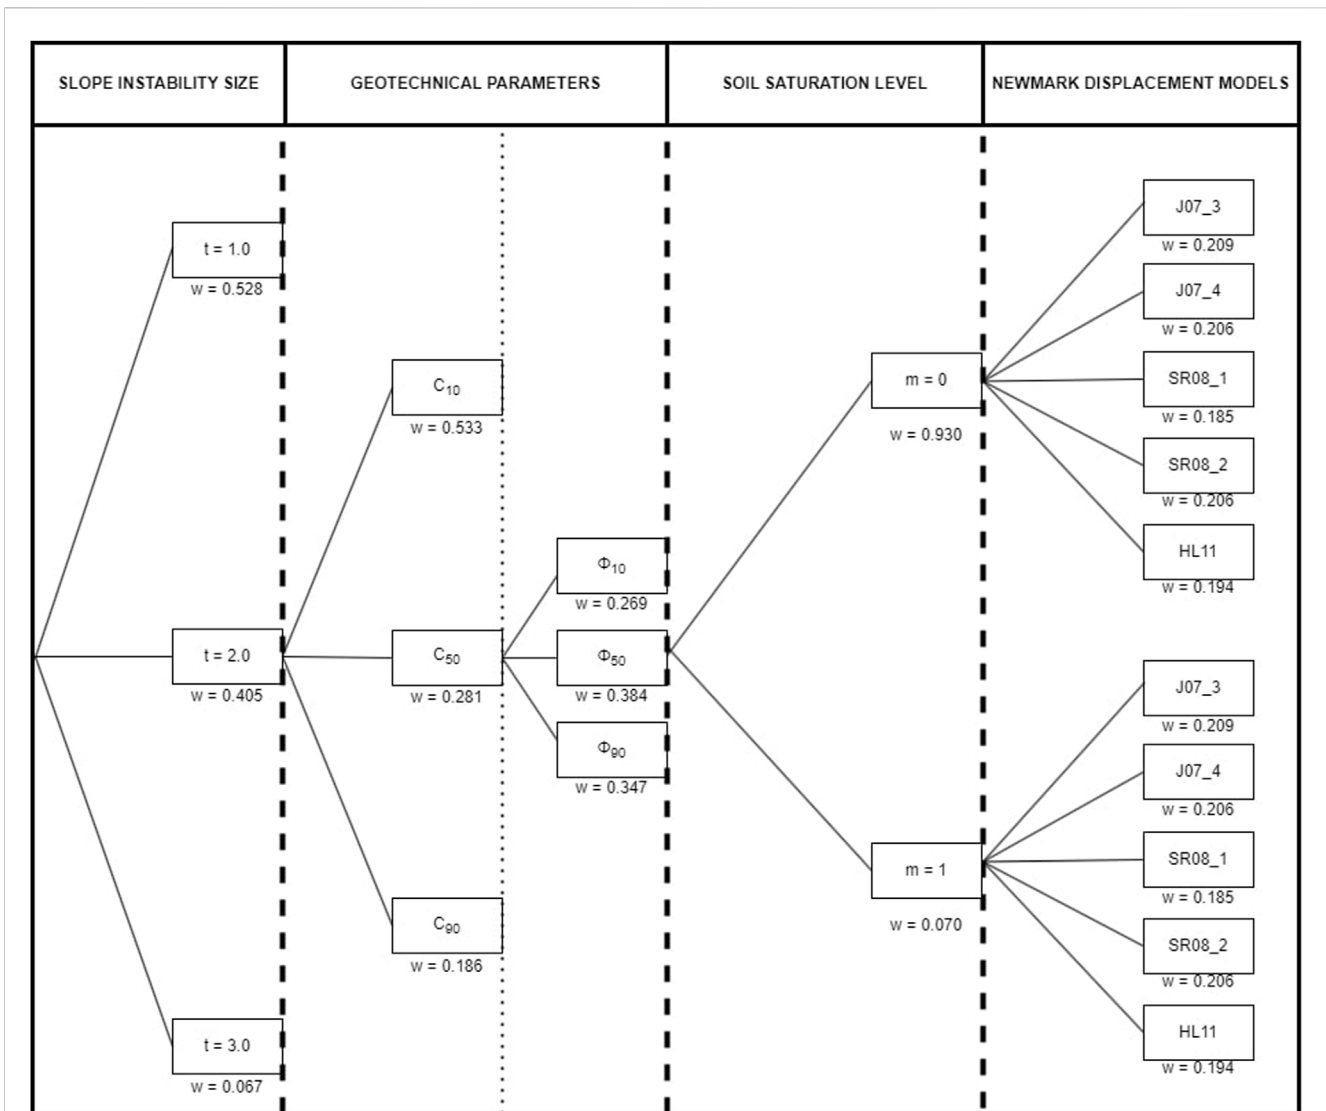 SLOPE INSTABILITY SIZE
GEOTECHNICAL PARAMETERS
SOIL SATURATION LEVEL
NEWMARK DISPLACEMENT MODELS
t = 1.0
w = 0.528
t = 2.0
w = 0.405
t = 3.0
w = 0.067
C10
w = 0.533
C50
w = 0.281
C90
w = 0.186
Φ10
w = 0.269
Φ50
w = 0.384
Φ90
w = 0.347
m = 0
w = 0.930
m = 1
w = 0.070
J07_3
w = 0.209
J07_4
w = 0.206
SR08_1
w = 0.185
SR08_2
w = 0.206
HL11
w = 0.194
J07_3
w = 0.209
J07_4
w = 0.206
SR08_1
w = 0.185
SR08_2
w = 0.206
HL11
w = 0.194